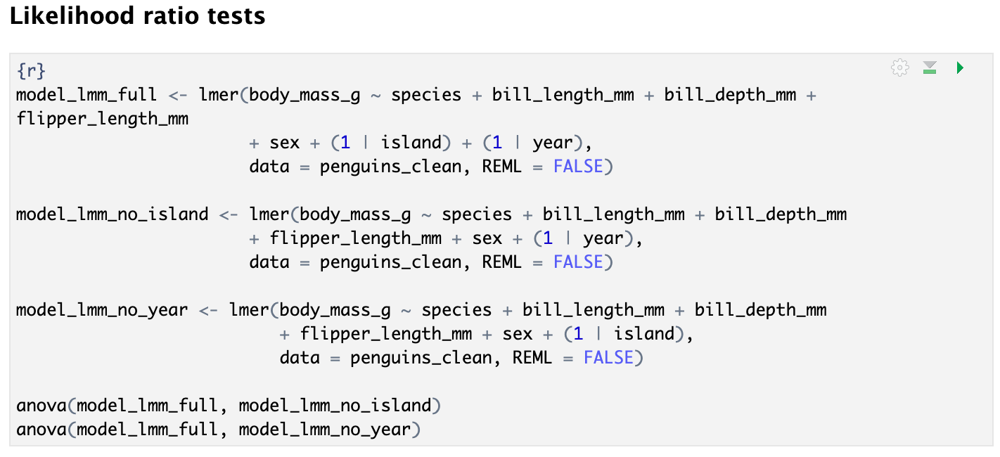 Likelihood ratio tests
{r}
model_lmm_full <- lmer(body_mass_g ~ species + bill_length_mm + bill_depth_mm +
flipper_length_mm
+ sex + (1 | island) + (1 | year),
data = penguins_clean, REML = FALSE)
model_lmm_no_island <- lmer(body_mass_g ~ species + bill_length_mm + bill_depth_mm
+ flipper_length_mm + sex + (1 | year),
data = penguins_clean, REML = FALSE)
model_lmm_no_year <- lmer(body_mass_g ~ species + bill_length_mm + bill_depth_mm
+ flipper_length_mm + sex + (1 | island),
data = penguins_clean, REML = FALSE)
anova(model_lmm_full, model_lmm_no_island)
anova(model_lmm_full, model_lmm_no_year)